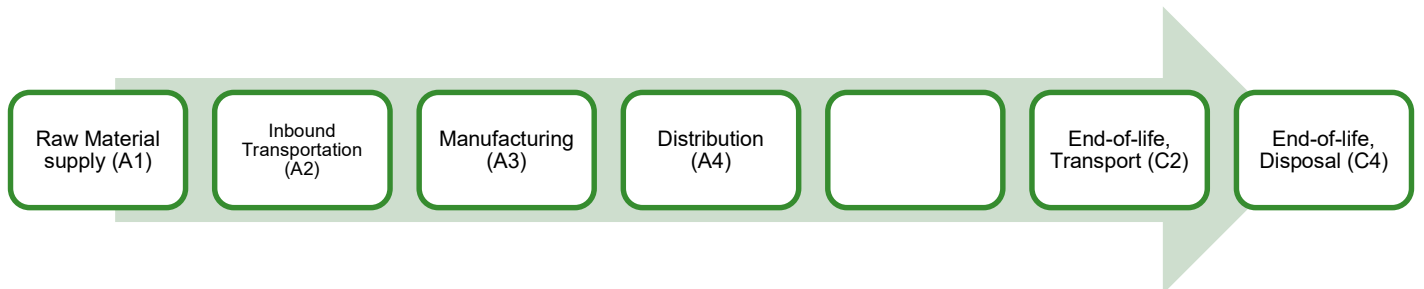 Raw Material
supply (A1)
Inbound
Transportation
(A2)
Manufacturing
(A3)
Distribution
(A4)
End-of-life,
Transport (C2)
End-of-life,
Disposal (C4)